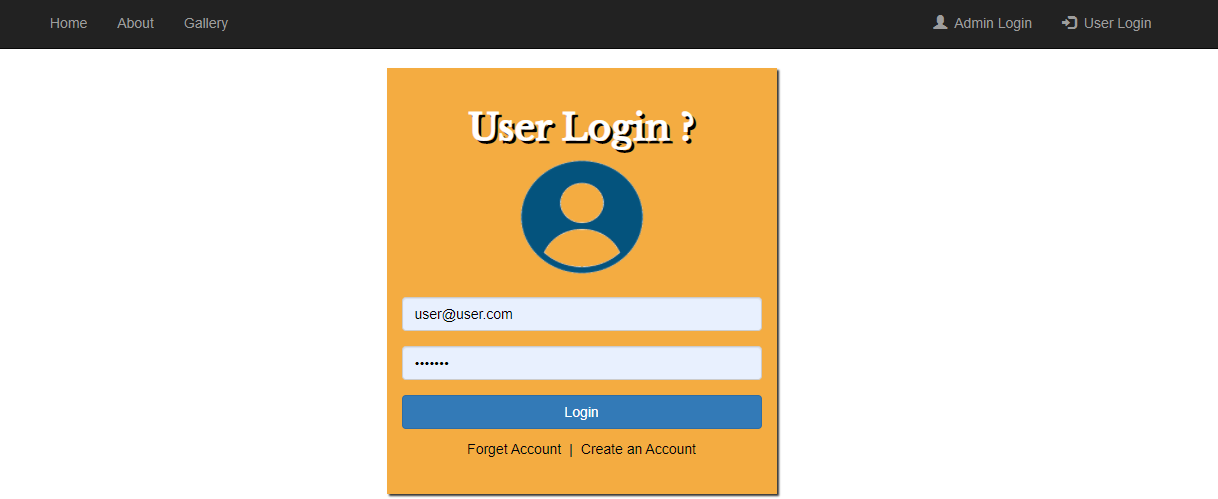 Home About Gallery Admin Login User Login
User Login ?
user@user.com
•••••••
Login
Forget Account | Create an Account